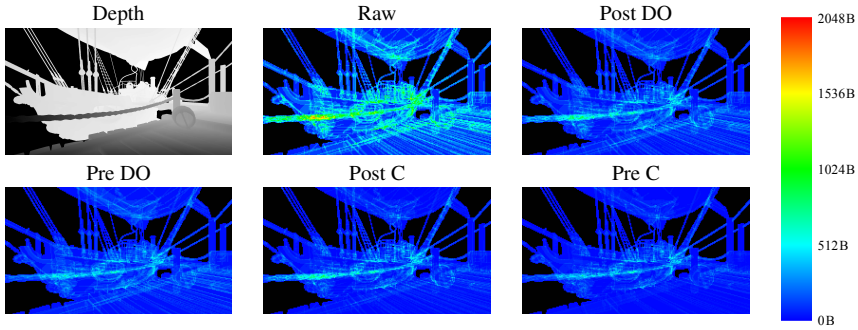 Depth
Raw
Post DO
2048B
1536B
1024B
512B
0B
Pre DO
Post C
Pre C